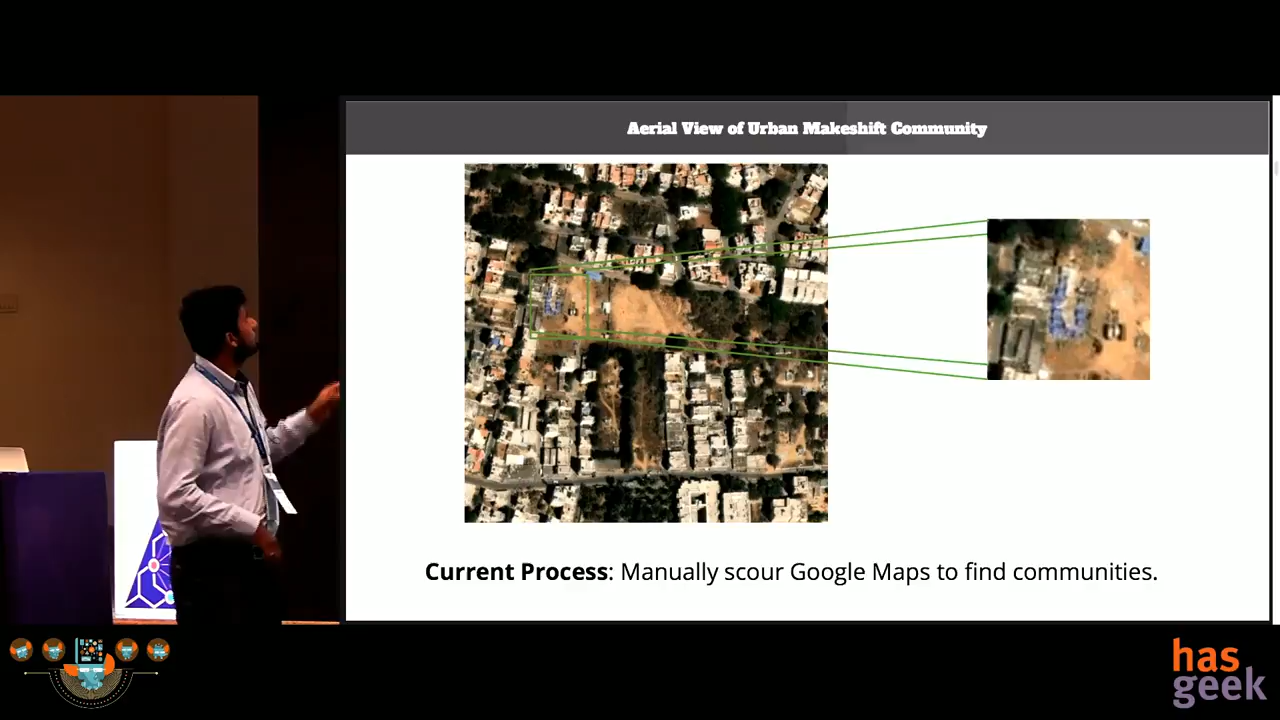 Aerial View of Urban Makeshift Community
Current Process: Manually scour Google Maps to find communities.
has
geek